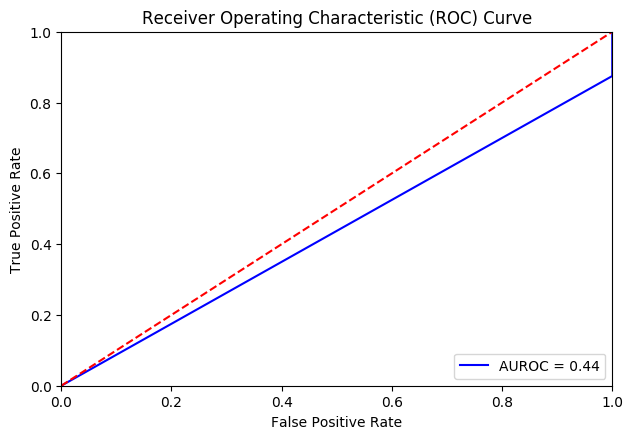 Receiver Operating Characteristic (ROC) Curve
1.0
0.8
0.6
0.4
0.2
0.0
True Positive Rate
AUROC = 0.44
0.0 0.2 0.4 0.6 0.8 1.0
False Positive Rate